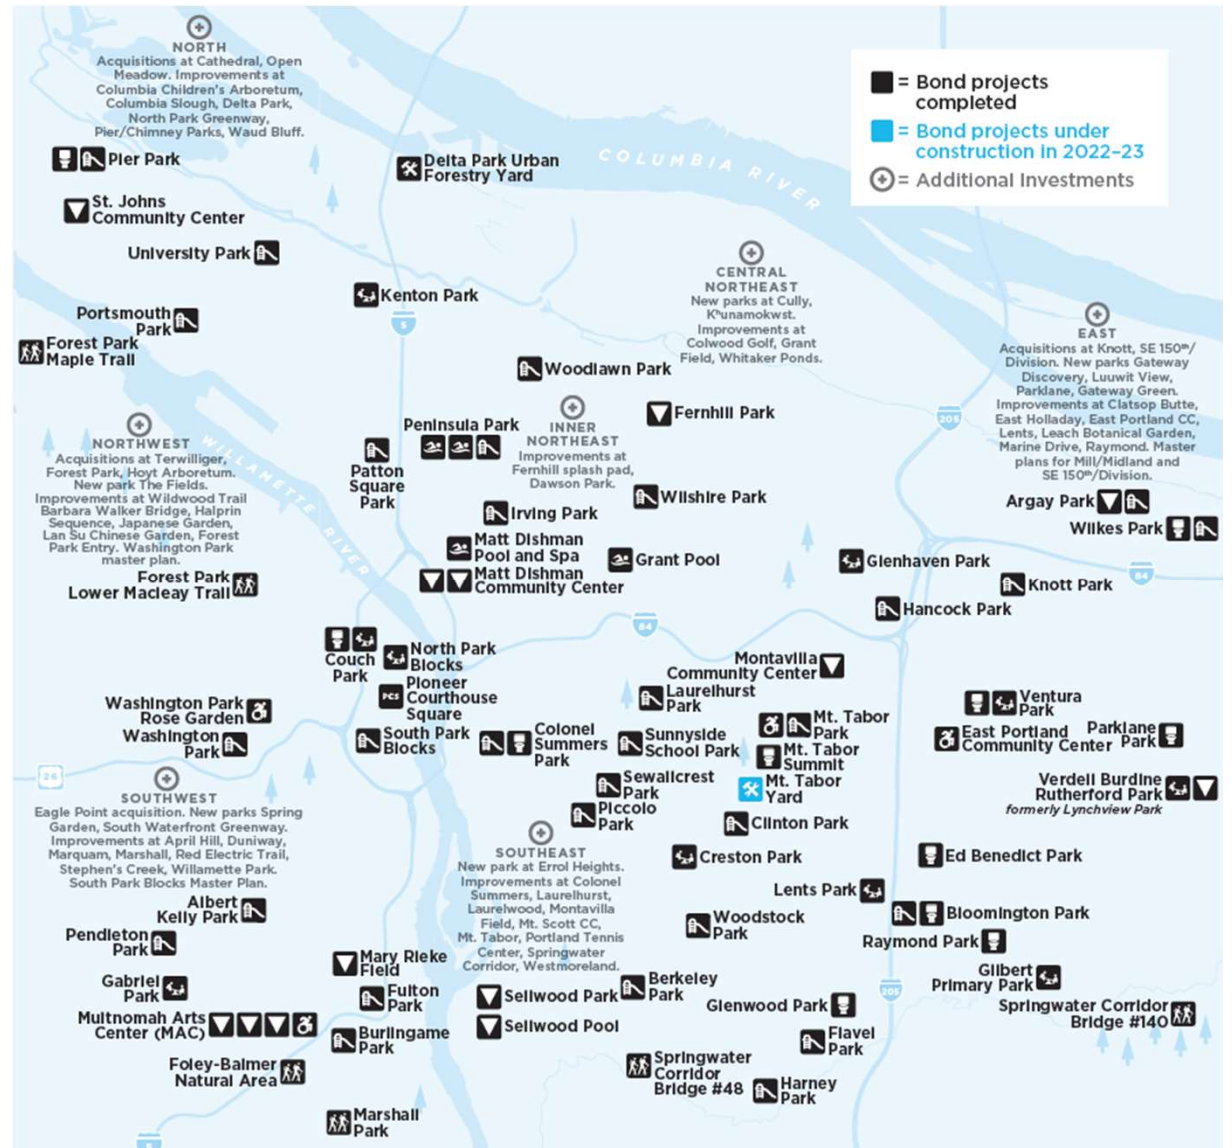 NORTH
Acquisitions at Cathedral, Open
Meadow. Improvements at
Columbia Children's Arboretum,
Columbia Slough, Delta Park,
North Park Greenway,
Pier/Chimney Parks, Waud Bluff.
= Bond projects
completed
= Bond projects under
construction in 2022–23
= Additional Investments
COLUMBIA RIVER
Pier Park
Delta Park Urban
Forestry Yard
St. Johns
Community Center
University Park
CENTRAL
NORTHEAST
New parks at Cully,
Kʰunamokwst.
Improvements at
Colwood Golf, Grant
Field, Whitaker Ponds.
Kenton Park
5
Portsmouth
Park
Forest Park
Maple Trail
EAST
Acquisitions at Knott, SE 150ᵗʰ/
Division. New parks Gateway
Discovery, Luuwit View,
Parklane, Gateway Green.
Improvements at Clatsop Butte,
East Holladay, East Portland CC,
Lents, Leach Botanical Garden,
Marine Drive, Raymond. Master
plans for Mill/Midland and
SE 150ᵗʰ/Division.
Woodlawn Park
Fernhill Park
205
INNER
NORTHEAST
Improvements at
Fernhill splash pad,
Dawson Park.
Peninsula Park
Patton
Square
Park
NORTHWEST
Acquisitions at Terwilliger,
Forest Park, Hoyt Arboretum.
New park The Fields.
Improvements at Wildwood Trail
Barbara Walker Bridge, Halprin
Sequence, Japanese Garden,
Lan Su Chinese Garden, Forest
Park Entry. Washington Park
master plan.
WILLAMETTE RIVER
Wilshire Park
Irving Park
Argay Park
Wilkes Park
Matt Dishman
Pool and Spa
Grant Pool
Matt Dishman
Community Center
Glenhaven Park
84
Knott Park
Hancock Park
Forest Park
Lower Macleay Trail
84
Couch
Park
North Park
Blocks
PCS
Pioneer
Courthouse
Square
Montavilla
Community Center
Laurelhurst
Park
Washington Park
Rose Garden
Washington
Park
South Park
Blocks
Colonel
Summers
Park
Sunnyside
School Park
Mt. Tabor
Park
Mt. Tabor
Summit
Mt. Tabor
Yard
Ventura
Park
East Portland
Community Center
Parklane
Park
26
Verdell Burdine
Rutherford Park
formerly Lynchview Park
Sewallcrest
Park
Piccolo
Park
Clinton Park
SOUTHWEST
Eagle Point acquisition. New parks Spring
Garden, South Waterfront Greenway.
Improvements at April Hill, Duniway,
Marquam, Marshall, Red Electric Trail,
Stephen's Creek, Willamette Park.
South Park Blocks Master Plan.
SOUTHEAST
New park at Errol Heights.
Improvements at Colonel
Summers, Laurelhurst,
Laurelwood, Montavilla
Field, Mt. Scott CC,
Mt. Tabor, Portland Tennis
Center, Springwater
Corridor, Westmoreland.
Creston Park
Ed Benedict Park
Lents Park
Albert
Kelly Park
Woodstock
Park
Bloomington Park
Raymond Park
Pendleton
Park
Mary Rieke
Field
Gilbert
Primary Park
Gabriel
Park
Fulton
Park
Sellwood Park
Berkeley
Park
Glenwood Park
205
Springwater Corridor
Bridge #140
Multnomah Arts
Center (MAC)
Sellwood Pool
Burlingame
Park
Flavel
Park
Foley-Balmer
Natural Area
Springwater
Corridor
Bridge #48
Harney
Park
Marshall
Park
5